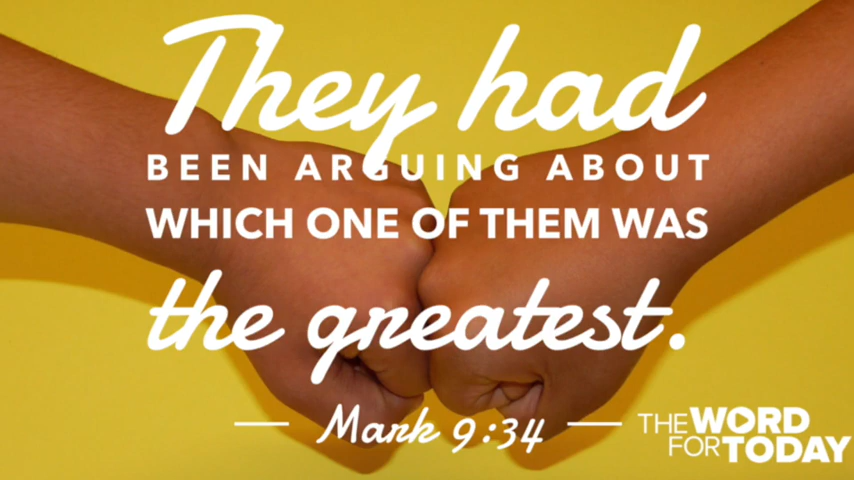 They had
BEEN ARGUING ABOUT
WHICH ONE OF THEM WAS
the greatest.
Mark 9:34
THE WORD
FOR TODAY